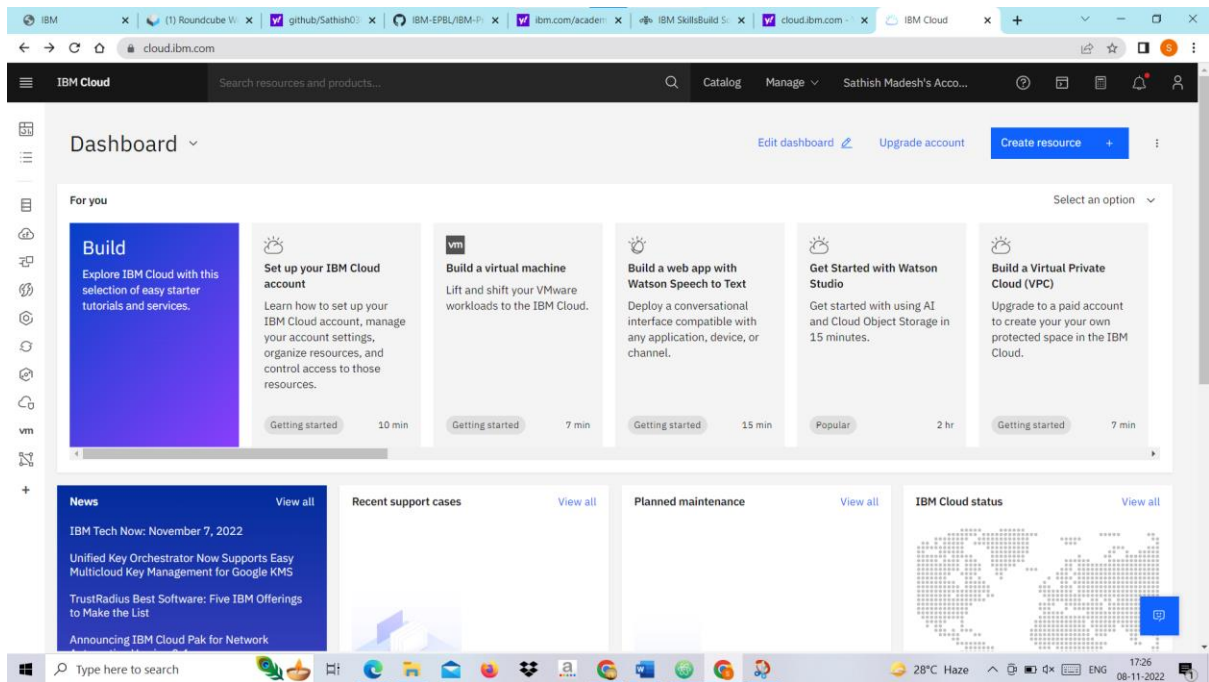 IBM
(1) Roundcube W
github/Sathish03
IBM-EPBL/IBM-Pr
ibm.com/academ
IBM SkillsBuild So
cloud.ibm.com -
IBM Cloud
cloud.ibm.com
S
IBM Cloud
Search resources and products...
Catalog
Manage
Sathish Madesh's Acco...
Dashboard
Edit dashboard
Upgrade account
Create resource +
For you
Select an option
Build
Explore IBM Cloud with this
selection of easy starter
tutorials and services.
Set up your IBM Cloud
account
Learn how to set up your
IBM Cloud account, manage
your account settings,
organize resources, and
control access to those
resources.
Getting started
10 min
vm
Build a virtual machine
Lift and shift your VMware
workloads to the IBM Cloud.
Getting started
7 min
Build a web app with
Watson Speech to Text
Deploy a conversational
interface compatible with
any application, device, or
channel.
Getting started
15 min
Get Started with Watson
Studio
Get started with using AI
and Cloud Object Storage in
15 minutes.
Popular
2 hr
Build a Virtual Private
Cloud (VPC)
Upgrade to a paid account
to create your your own
protected space in the IBM
Cloud.
Getting started
7 min
vm
News
View all
IBM Tech Now: November 7, 2022
Unified Key Orchestrator Now Supports Easy
Multicloud Key Management for Google KMS
TrustRadius Best Software: Five IBM Offerings
to Make the List
Announcing IBM Cloud Pak for Network
Recent support cases
View all
Planned maintenance
View all
IBM Cloud status
View all
Type here to search
28°C Haze
ENG
17:26
08-11-2022